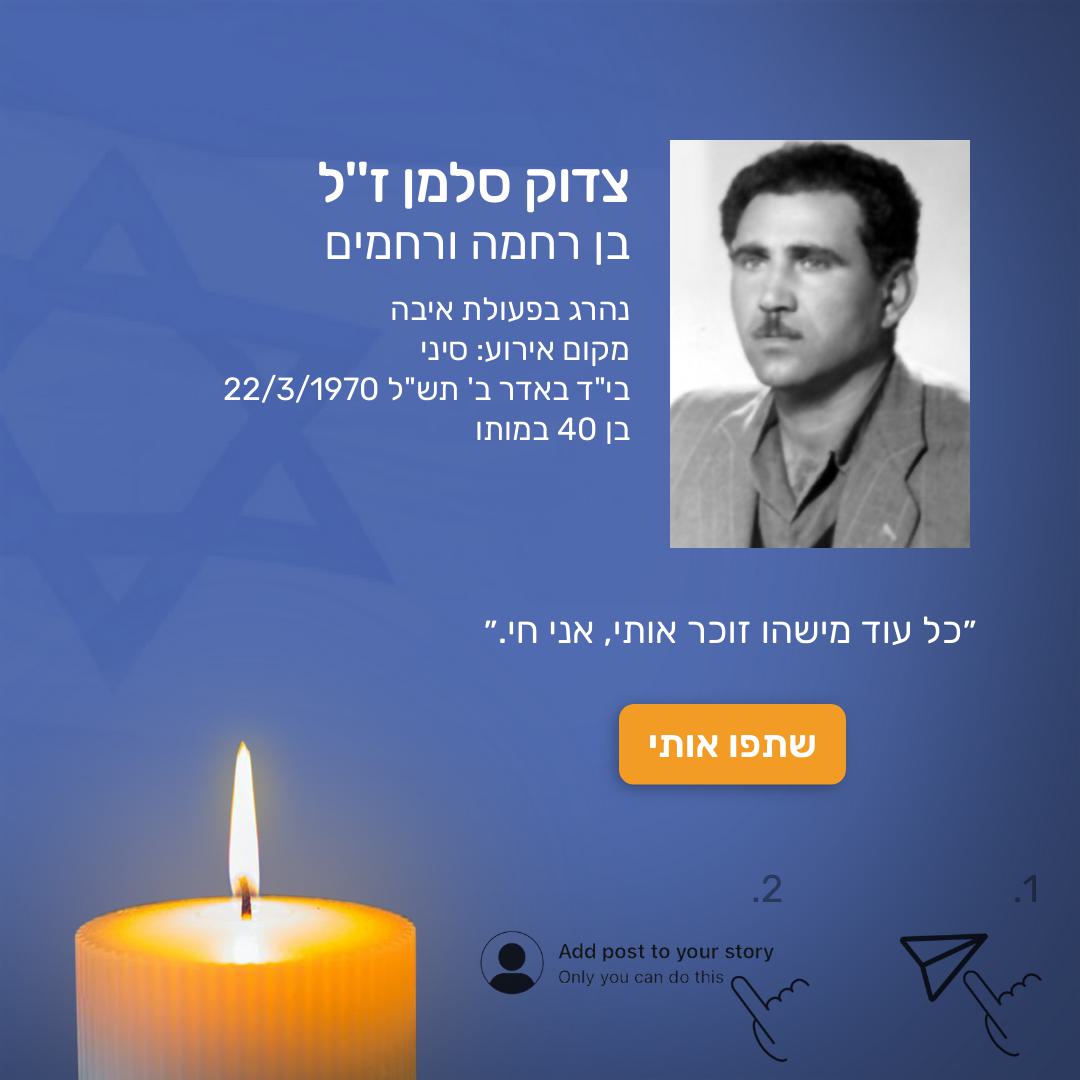 צדוק סלמן ז"ל
בן רחמה ורחמים
נהרג בפעולת איבה
מקום אירוע: סיני
בי"ד באדר ב' תש"ל 22/3/1970
בן 40 במותו
״כל עוד מישהו זוכר אותי, אני חי.״
שתפו אותי
1.
2.
Add post to your story
Only you can do this